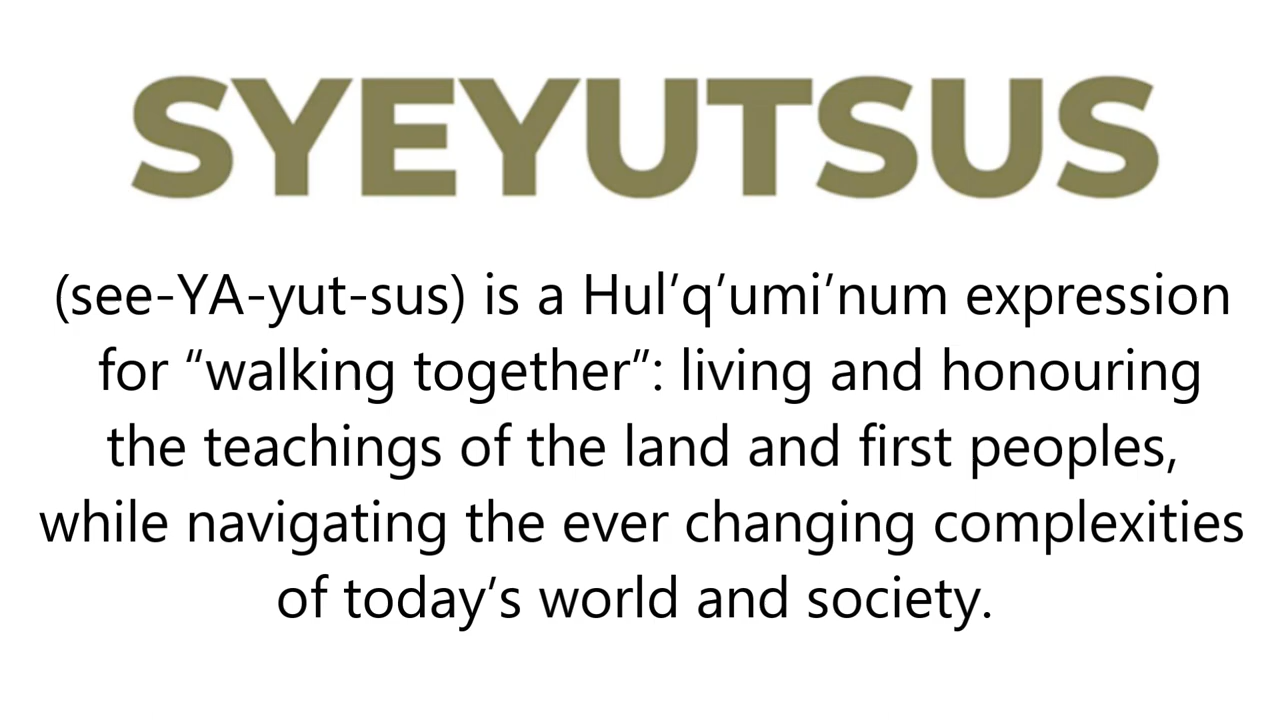 SYEYUTSUS
(see-YA-yut-sus) is a Hul’q’umi’num expression
for “walking together”: living and honouring
the teachings of the land and first peoples,
while navigating the ever changing complexities
of today’s world and society.